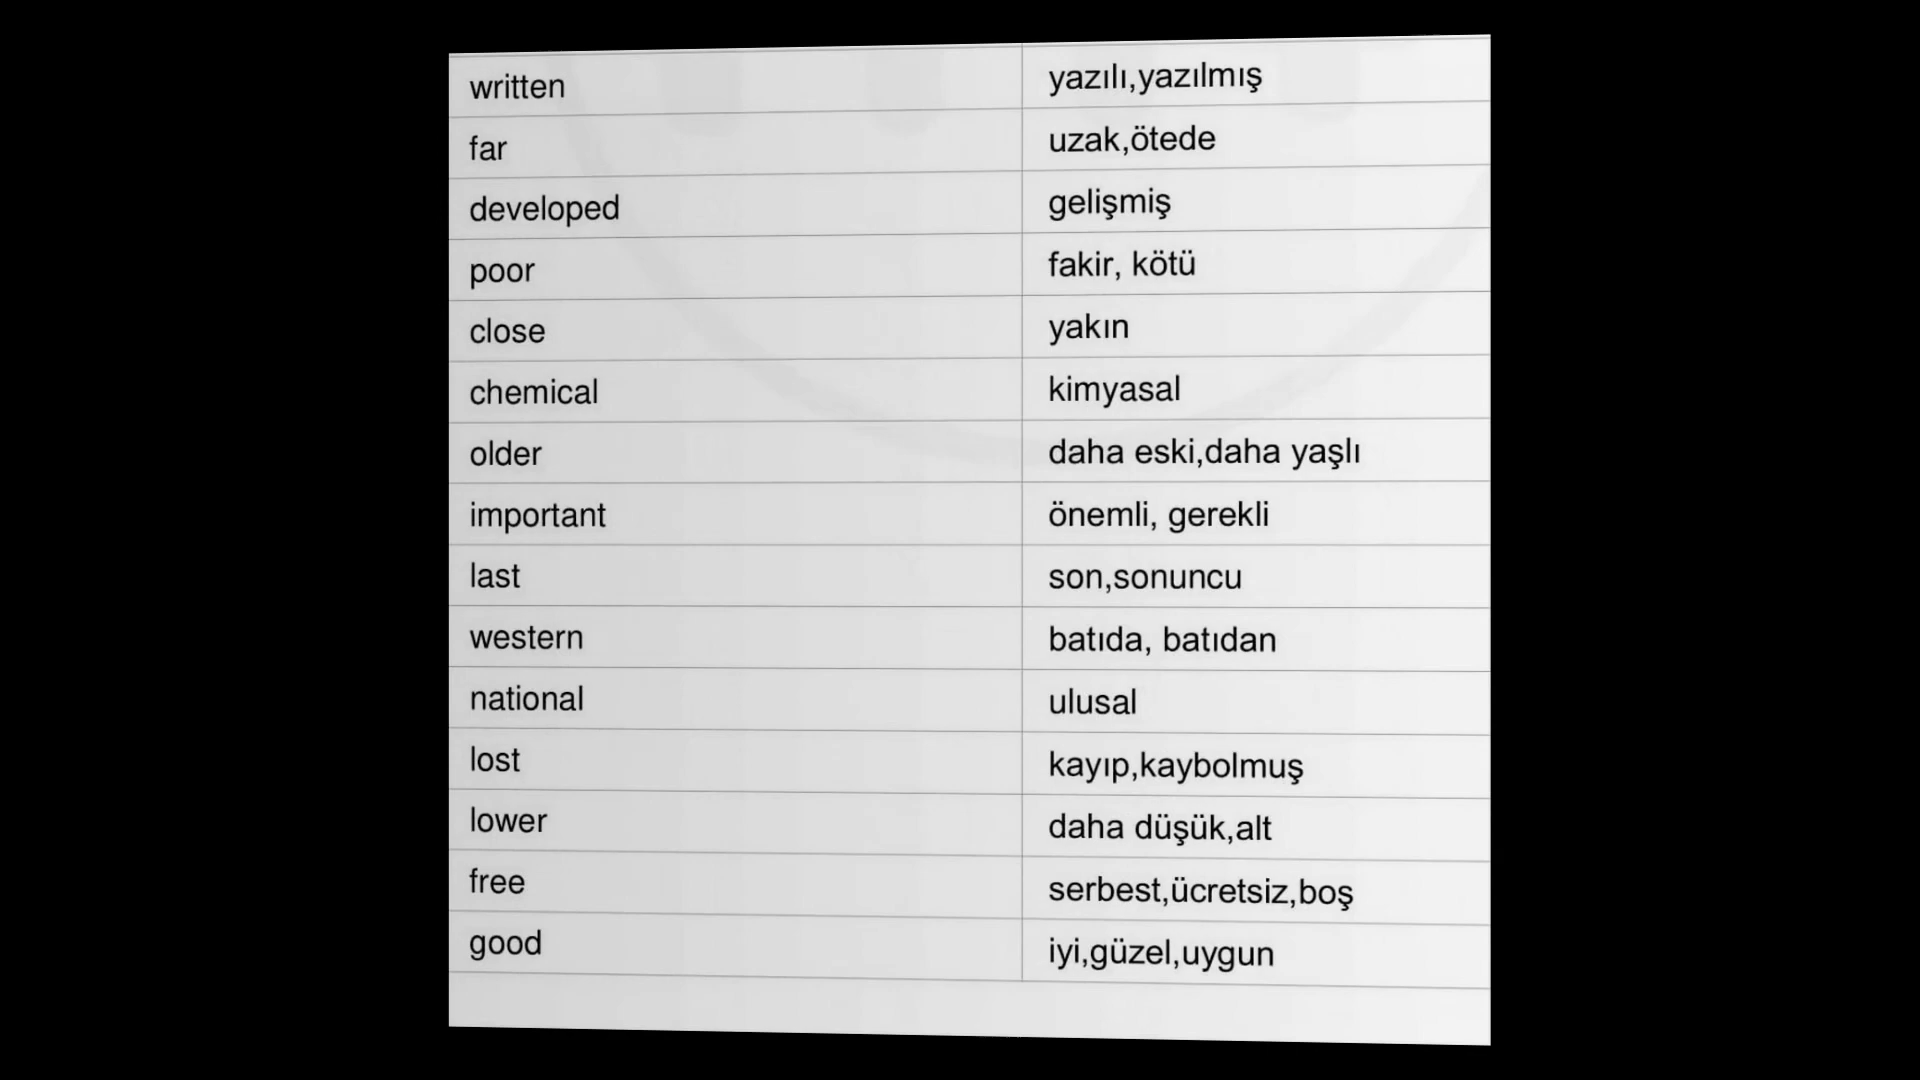 written yazılı,yazılmış
far uzak,ötede
developed gelişmiş
poor fakir, kötü
close yakın
chemical kimyasal
older daha eski,daha yaşlı
important önemli, gerekli
last son,sonuncu
western batıda, batıdan
national ulusal
lost kayıp,kaybolmuş
lower daha düşük,alt
free serbest,ücretsiz,boş
good iyi,güzel,uygun